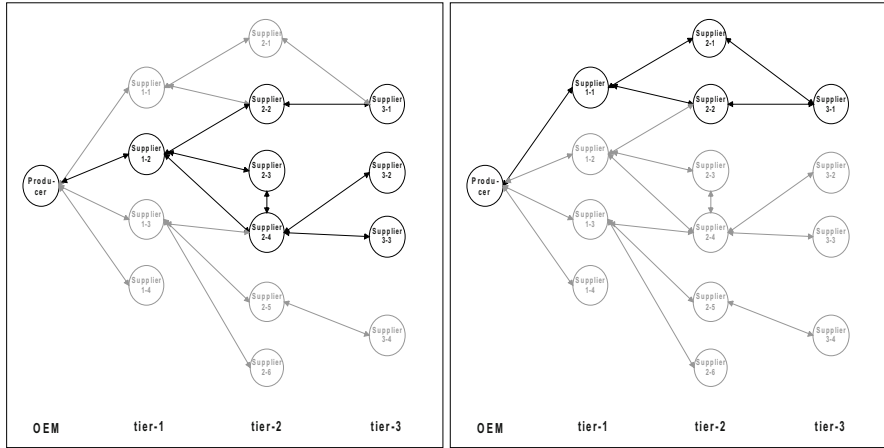 Supplier
2-1
Supplier
1-1
Supplier
2-2
Supplier
3-1
Supplier
1-2
Supplier
2-3
Supplier
3-2
Produ-
cer
Supplier
1-3
Supplier
2-4
Supplier
3-3
Supplier
1-4
Supplier
2-5
Supplier
3-4
Supplier
2-6
OEM
tier-1
tier-2
tier-3
Supplier
2-1
Supplier
1-1
Supplier
2-2
Supplier
3-1
Supplier
1-2
Supplier
2-3
Supplier
3-2
Produ-
cer
Supplier
1-3
Supplier
2-4
Supplier
3-3
Supplier
1-4
Supplier
2-5
Supplier
3-4
Supplier
2-6
OEM
tier-1
tier-2
tier-3